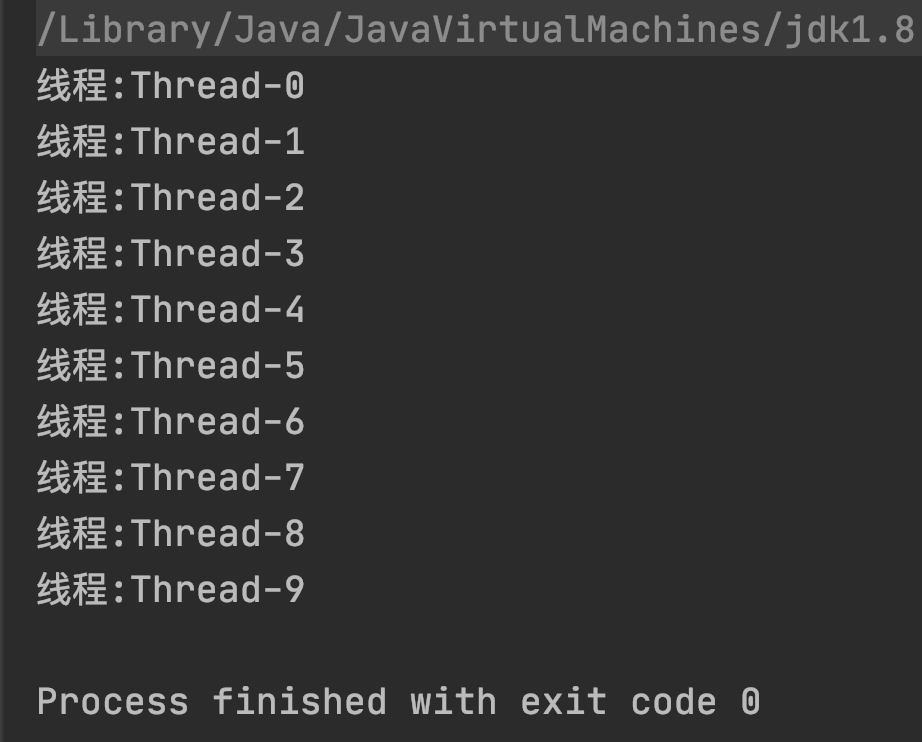 /Library/Java/JavaVirtualMachines/jdk1.8
线程:Thread-0
线程:Thread-1
线程:Thread-2
线程:Thread-3
线程:Thread-4
线程:Thread-5
线程:Thread-6
线程:Thread-7
线程:Thread-8
线程:Thread-9
Process finished with exit code 0